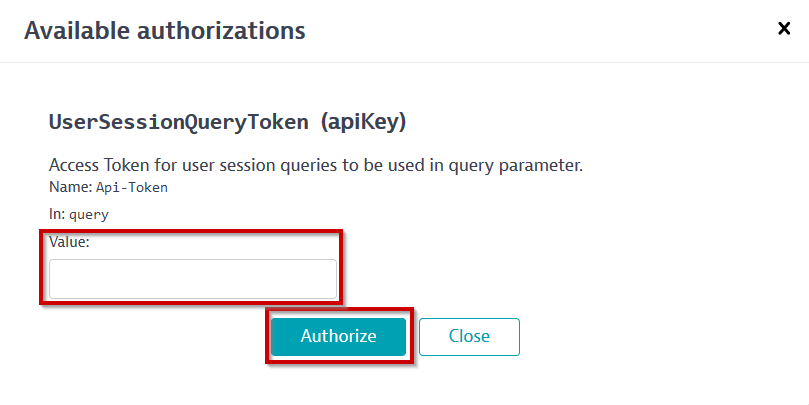 Available authorizations
UserSessionQueryToken (apiKey)
Access Token for user session queries to be used in query parameter.
Name: Api-Token
In: query
Value:
Authorize Close